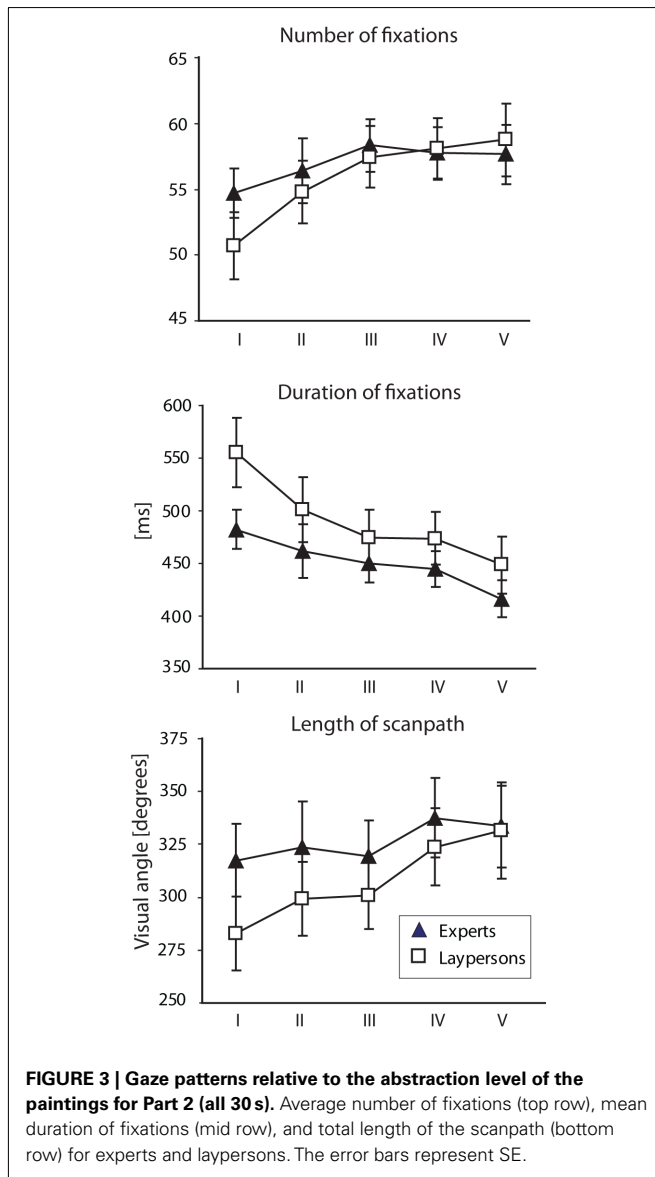 Number of fixations
65
60
55
50
45
I II III IV V
Duration of fixations
600
550
500
450
400
350
[ms]
I II III IV V
Length of scanpath
375
350
325
300
275
250
Visual angle [degrees]
Experts
Laypersons
I II III IV V
FIGURE 3 | Gaze patterns relative to the abstraction level of the
paintings for Part 2 (all 30 s). Average number of fixations (top row), mean
duration of fixations (mid row), and total length of the scanpath (bottom
row) for experts and laypersons. The error bars represent SE.